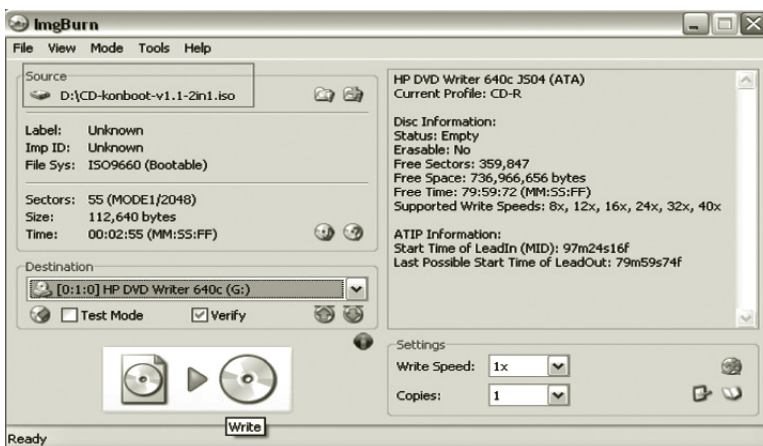 ImgBurn
File View Mode Tools Help
Source
D:\CD-konboot-v1.1-2in1.iso
Label: Unknown
Imp ID: Unknown
File Sys: ISO9660 (Bootable)
Sectors: 55 (MODE1/2048)
Size: 112,640 bytes
Time: 00:02:55 (MM:SS:FF)
Destination
[0:1:0] HP DVD Writer 640c (G:)
Test Mode Verify
Write
Ready
HP DVD Writer 640c JS04 (ATA)
Current Profile: CD-R
Disc Information:
Status: Empty
Erasable: No
Free Sectors: 359,847
Free Space: 736,966,656 bytes
Free Time: 79:59:72 (MM:SS:FF)
Supported Write Speeds: 8x, 12x, 16x, 24x, 32x, 40x
ATIP Information:
Start Time of LeadIn (MID): 97m24s16f
Last Possible Start Time of LeadOut: 79m59s74f
Settings
Write Speed: 1x
Copies: 1